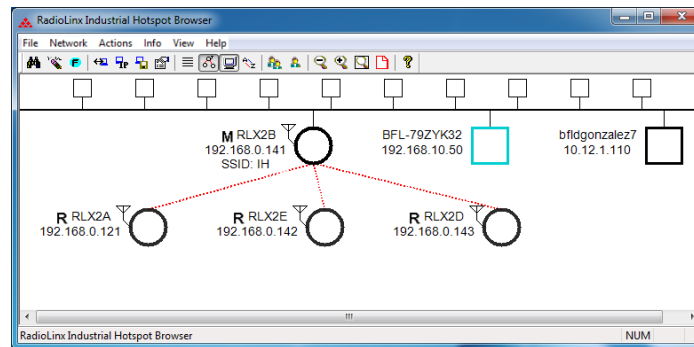 RadioLinx Industrial Hotspot Browser
File Network Actions Info View Help
M RLX2B
192.168.0.141
SSID: IH
BFL-79ZYK32
192.168.10.50
bfldgonzalez7
10.12.1.110
R RLX2A
192.168.0.121
R RLX2E
192.168.0.142
R RLX2D
192.168.0.143
RadioLinx Industrial Hotspot Browser
NUM